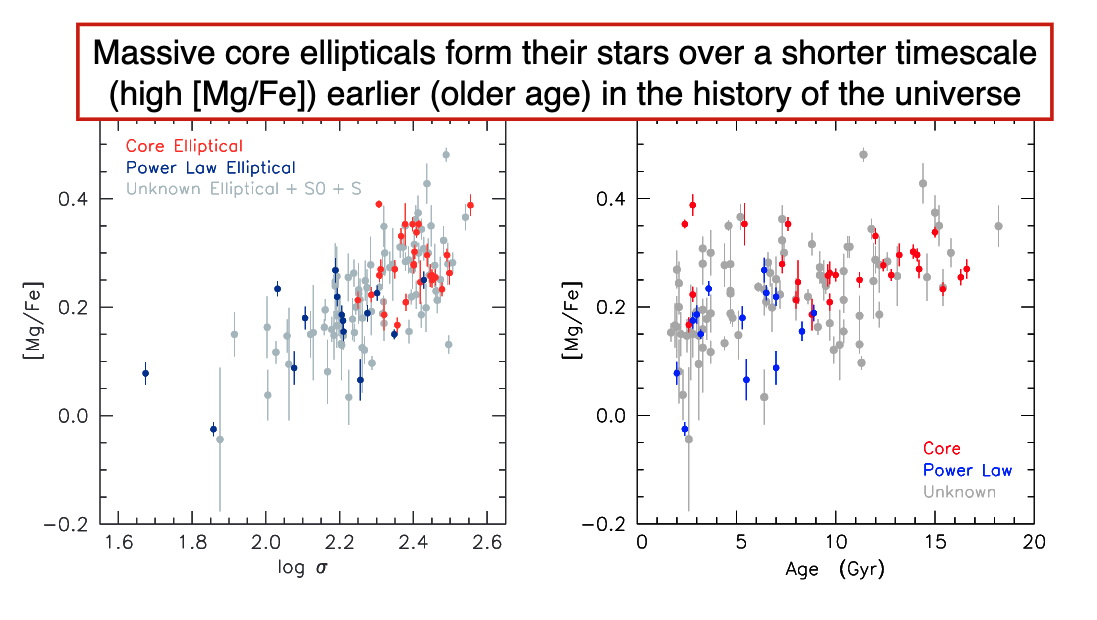 Massive core ellipticals form their stars over a shorter timescale
(high [Mg/Fe]) earlier (older age) in the history of the universe
Core Elliptical
Power Law Elliptical
Unknown Elliptical + S0 + S
0.4
0.2
0.0
−0.2
[Mg/Fe]
1.6 1.8 2.0 2.2 2.4 2.6
log σ
0.4
0.2
0.0
−0.2
[Mg/Fe]
Core
Power Law
Unknown
0 5 10 15 20
Age (Gyr)